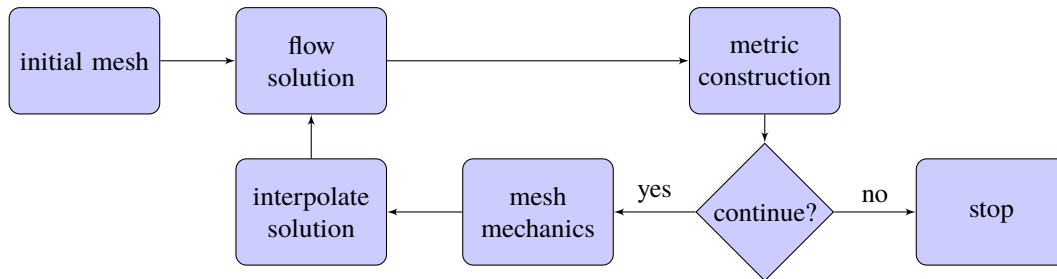 initial mesh
flow
solution
metric
construction
interpolate
solution
mesh
mechanics
yes
continue?
no
stop